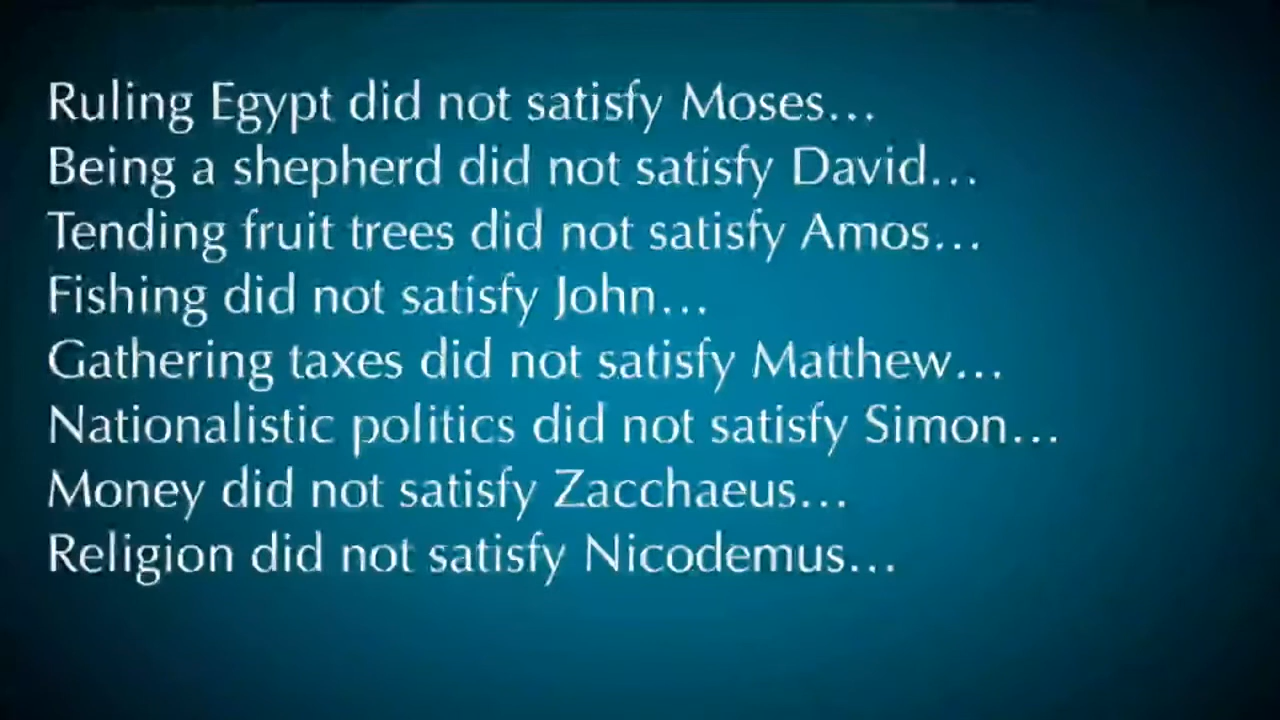 Ruling Egypt did not satisfy Moses…
Being a shepherd did not satisfy David…
Tending fruit trees did not satisfy Amos…
Fishing did not satisfy John…
Gathering taxes did not satisfy Matthew…
Nationalistic politics did not satisfy Simon…
Money did not satisfy Zacchaeus…
Religion did not satisfy Nicodemus…